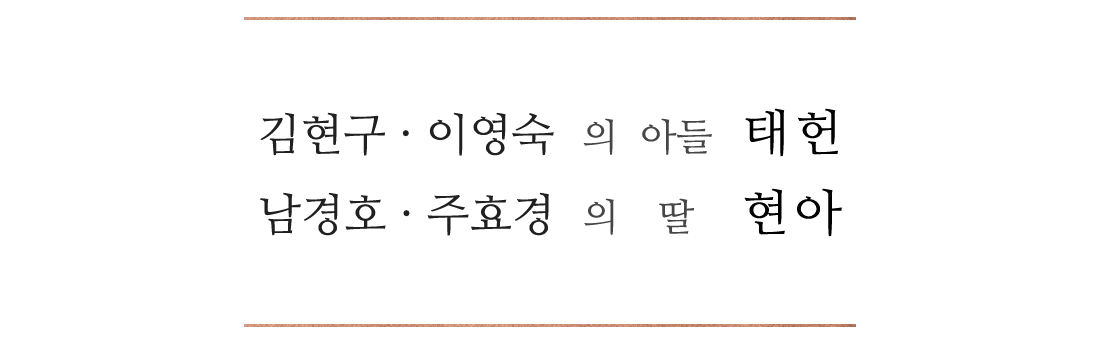 김현구 · 이영숙 의 아들 태헌
남경호 · 주효경 의 딸 현아